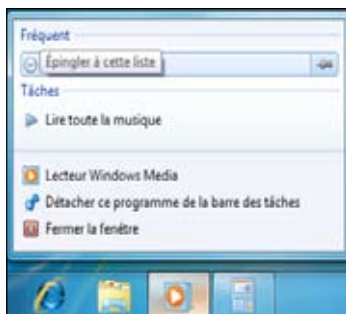 Fréquent
Épingler à cette liste
Tâches
Lire toute la musique
Lecteur Windows Media
Détacher ce programme de la barre des tâches
Fermer la fenêtre